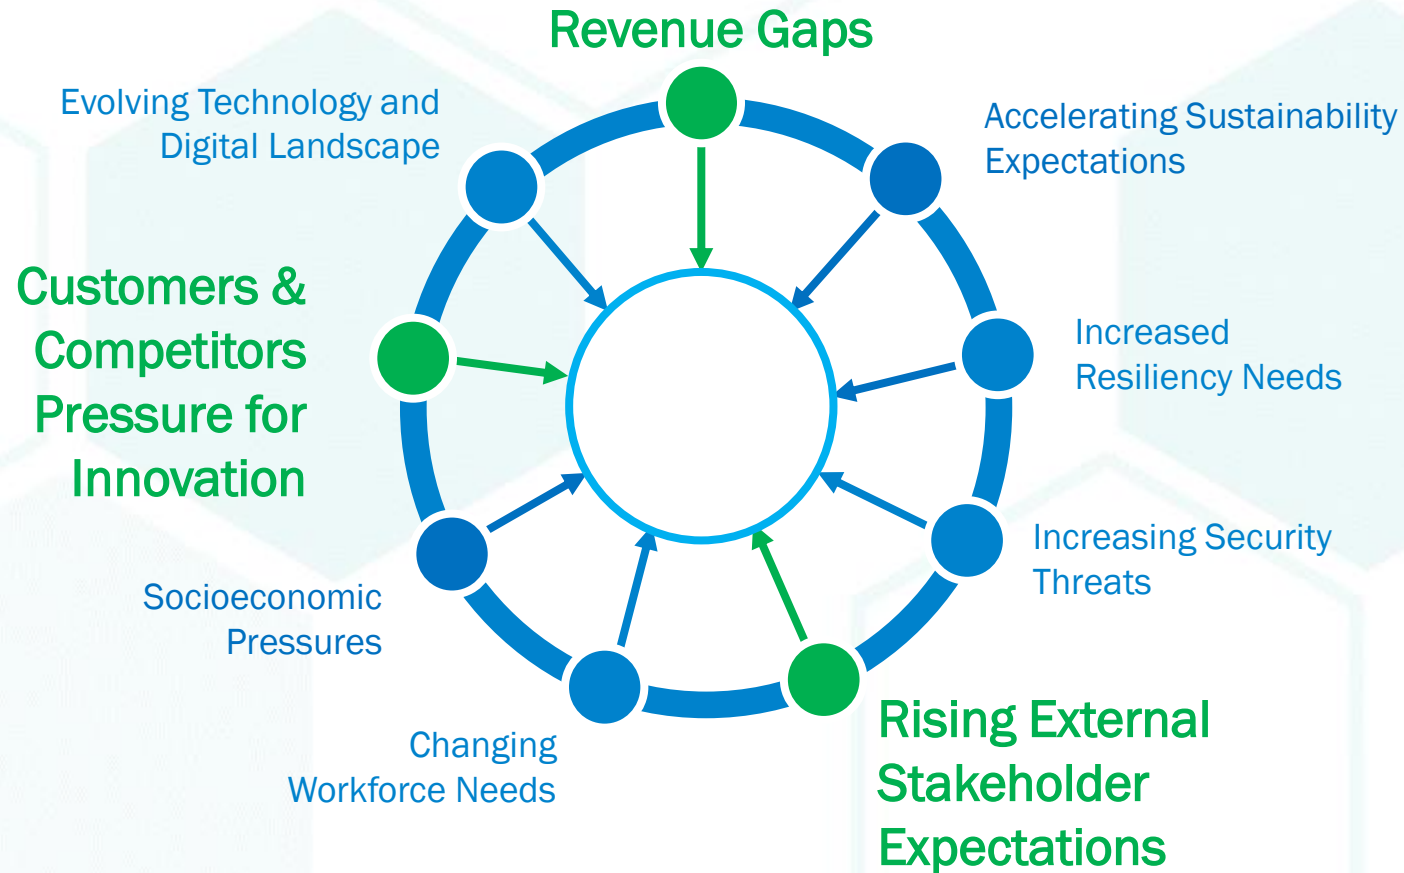 Revenue Gaps
Evolving Technology and
Digital Landscape
Accelerating Sustainability
Expectations
Customers &
Competitors
Pressure for
Innovation
Increased
Resiliency Needs
Increasing Security
Threats
Socioeconomic
Pressures
Changing
Workforce Needs
Rising External
Stakeholder
Expectations